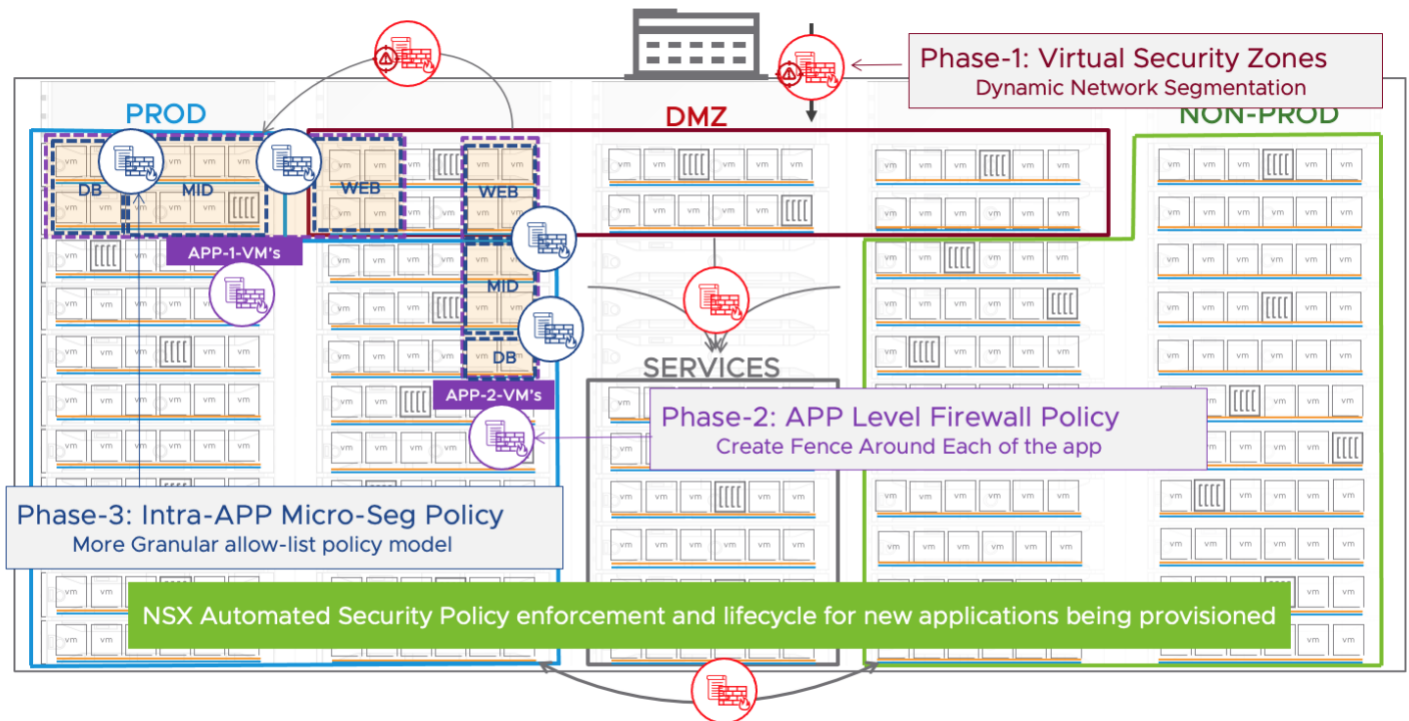 Phase-1: Virtual Security Zones
Dynamic Network Segmentation
PROD
DMZ
NON-PROD
DB
MID
WEB
WEB
APP-1-VM's
MID
DB
SERVICES
APP-2-VM's
Phase-2: APP Level Firewall Policy
Create Fence Around Each of the app
Phase-3: Intra-APP Micro-Seg Policy
More Granular allow-list policy model
NSX Automated Security Policy enforcement and lifecycle for new applications being provisioned